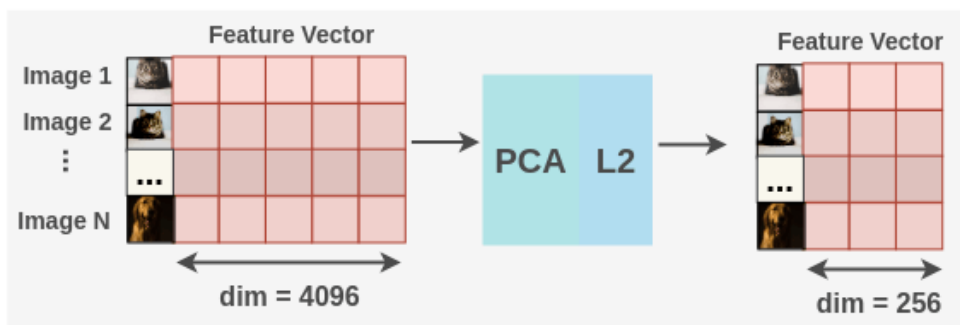 Feature Vector
Image 1
Image 2
⋮
...
Image N
dim = 4096
PCA L2
Feature Vector
...
dim = 256